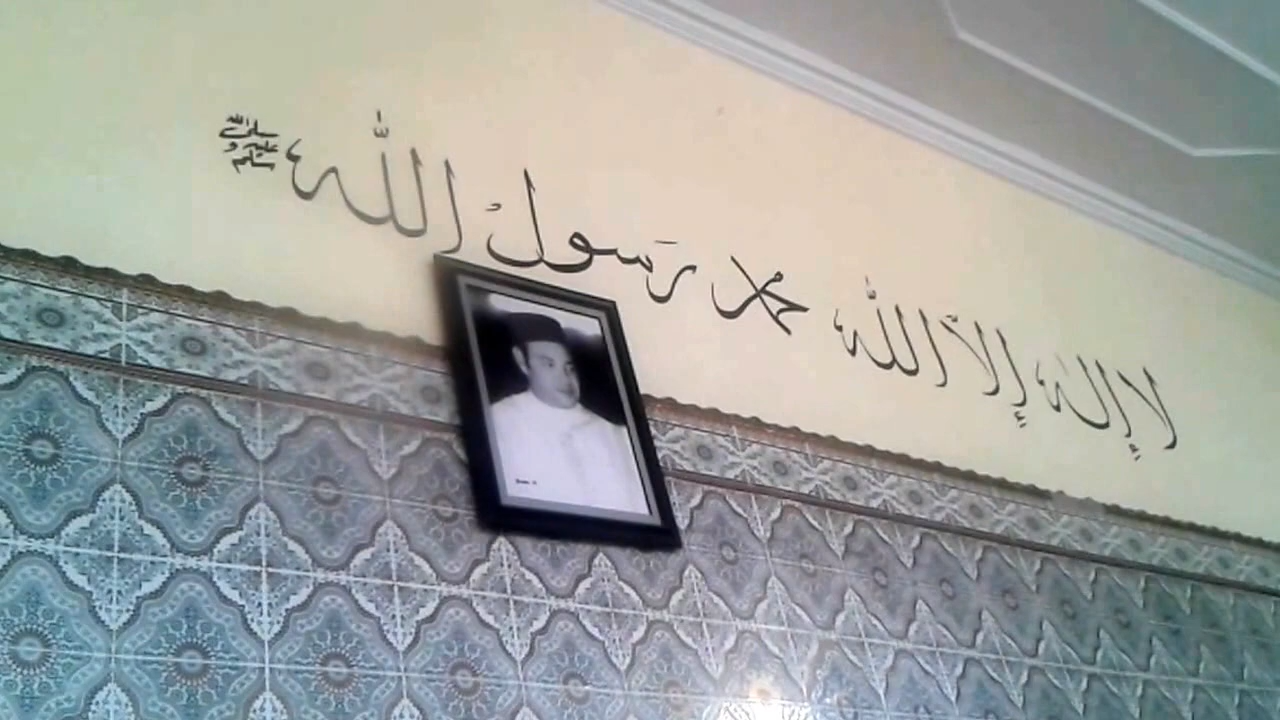 لا إله إلا الله محمد رسول الله صلى الله عليه وسلم